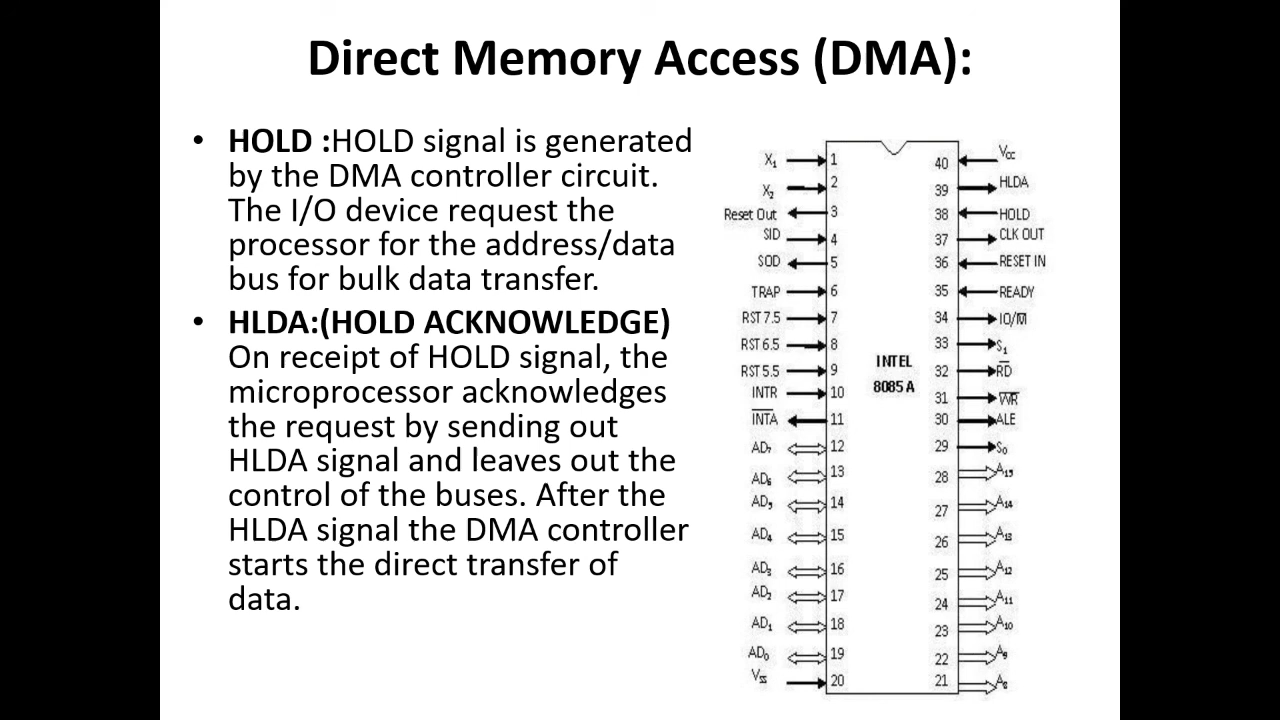 Direct Memory Access (DMA):
• HOLD :HOLD signal is generated
by the DMA controller circuit.
The I/O device request the
processor for the address/data
bus for bulk data transfer.
• HLDA:(HOLD ACKNOWLEDGE)
On receipt of HOLD signal, the
microprocessor acknowledges
the request by sending out
HLDA signal and leaves out the
control of the buses. After the
HLDA signal the DMA controller
starts the direct transfer of
data.
X₁ 1 40 Vcc
X₂ 2 39 HLDA
Reset Out 3 38 HOLD
SID 4 37 CLK OUT
SOD 5 36 RESET IN
TRAP 6 35 READY
RST 7.5 7 34 IO/M̅
RST 6.5 8 33 S₁
RST 5.5 9 32 R̅D̅
INTR 10 31 W̅R̅
I̅N̅T̅A̅ 11 30 ALE
AD₇ 12 29 S₀
AD₆ 13 28 A₁₅
AD₅ 14 27 A₁₄
AD₄ 15 26 A₁₃
AD₃ 16 25 A₁₂
AD₂ 17 24 A₁₁
AD₁ 18 23 A₁₀
AD₀ 19 22 A₉
Vss 20 21 A₈
INTEL
8085 A